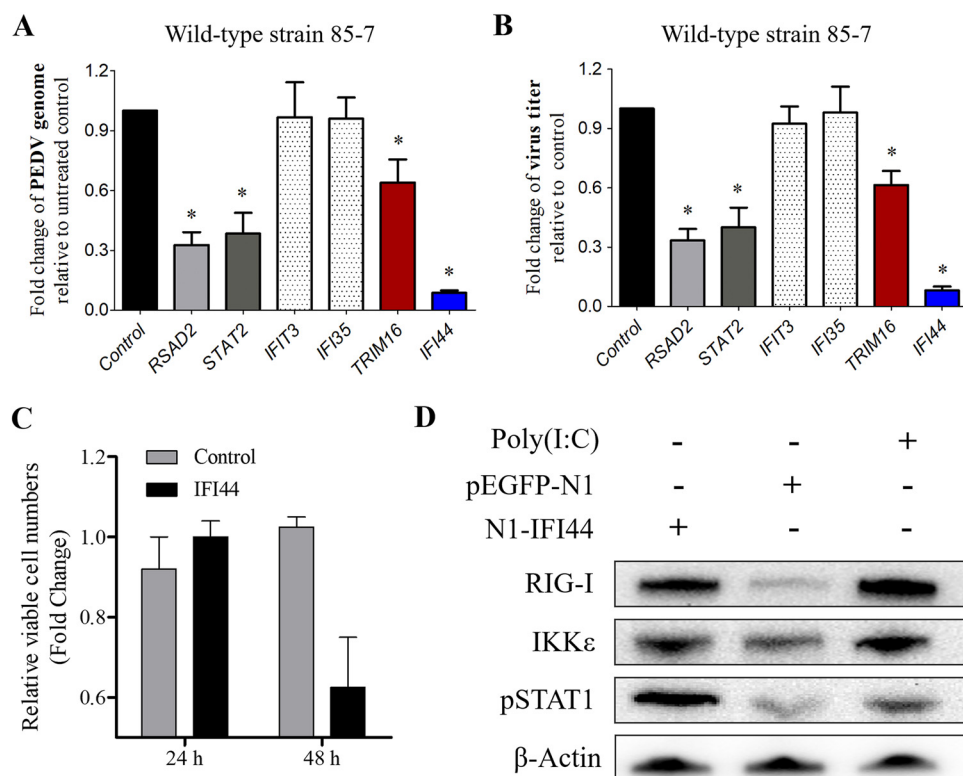 A
Wild-type strain 85-7
Fold change of PEDV genome
relative to untreated control
1.2
0.9
0.6
0.3
0.0
*
*
*
*
Control
RSAD2
STAT2
IFIT3
IFI35
TRIM16
IFI44
B
Wild-type strain 85-7
Fold change of virus titer
relative to control
1.2
0.9
0.6
0.3
0.0
*
*
*
*
Control
RSAD2
STAT2
IFIT3
IFI35
TRIM16
IFI44
C
Relative viable cell numbers
(Fold Change)
1.2
1.0
0.8
0.6
Control
IFI44
24 h
48 h
D
Poly(I:C) - - +
pEGFP-N1 - + -
N1-IFI44 + - -
RIG-I
IKKε
pSTAT1
β-Actin